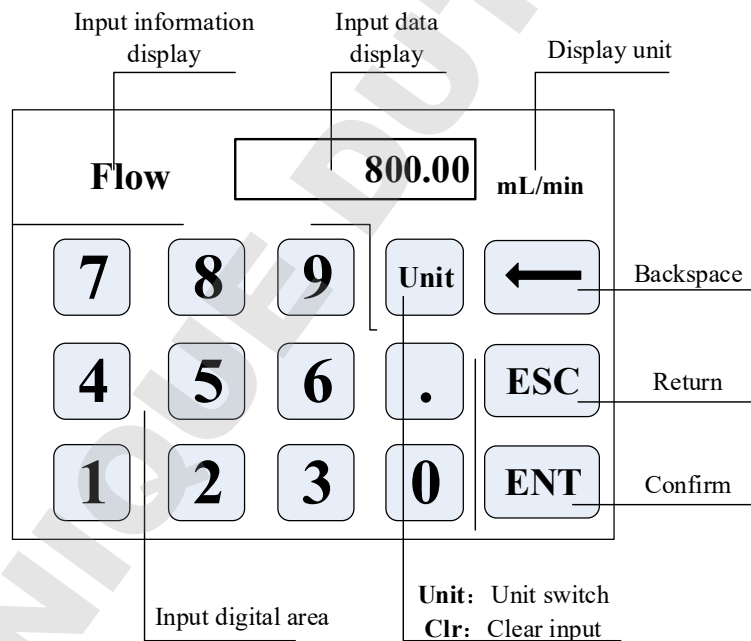 Input information
display
Input data
display
Display unit
Flow
800.00
mL/min
7 8 9 Unit
Backspace
4 5 6 . ESC
Return
1 2 3 0 ENT
Confirm
Input digital area
Unit: Unit switch
Clr: Clear input
NIQUE DUT